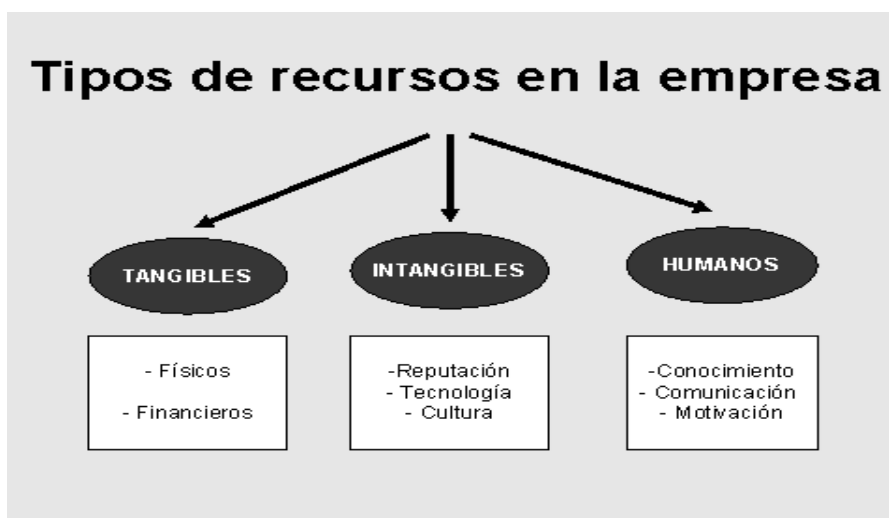 Tipos de recursos en la empresa
TANGIBLES
- Físicos
- Financieros
INTANGIBLES
-Reputación
- Tecnología
- Cultura
HUMANOS
-Conocimiento
- Comunicación
- Motivación